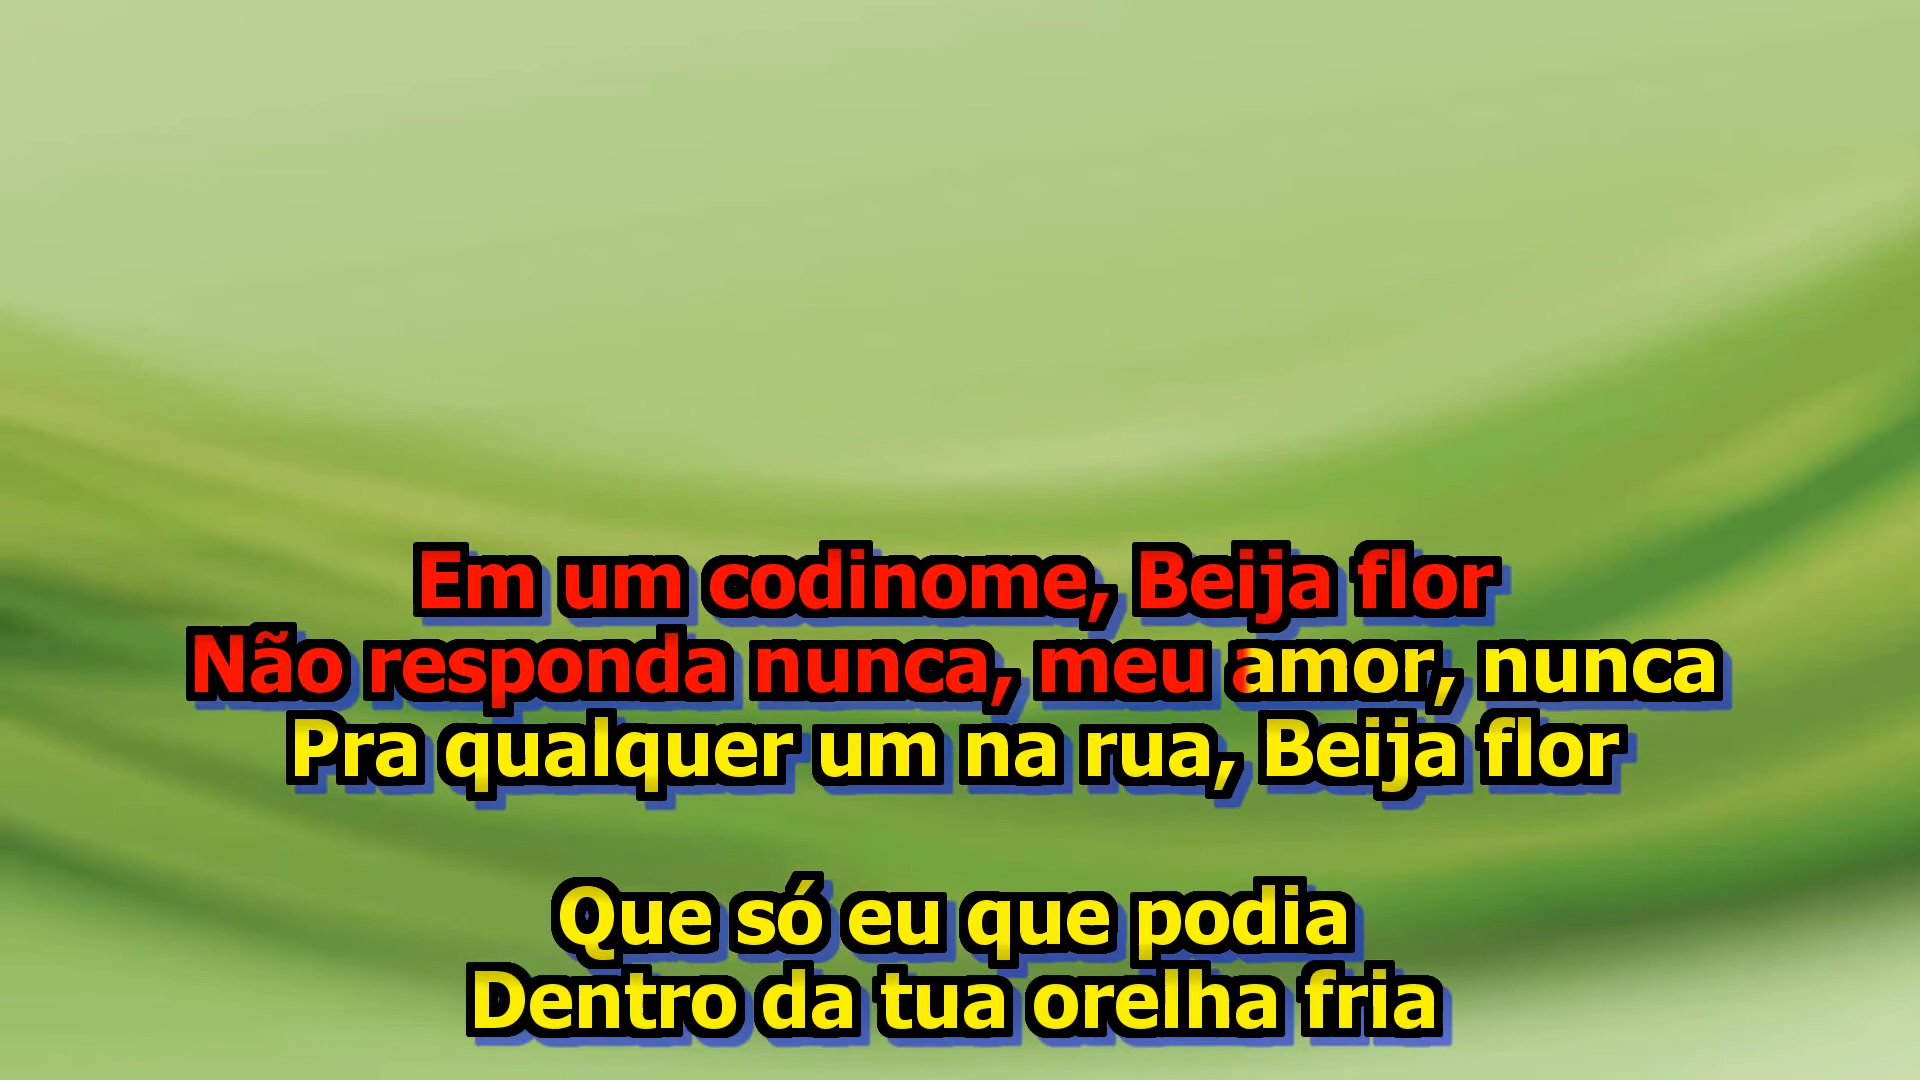 Em um codinome, Beija flor
Não responda nunca, meu amor, nunca
Pra qualquer um na rua, Beija flor
Que só eu que podia
Dentro da tua orelha fria